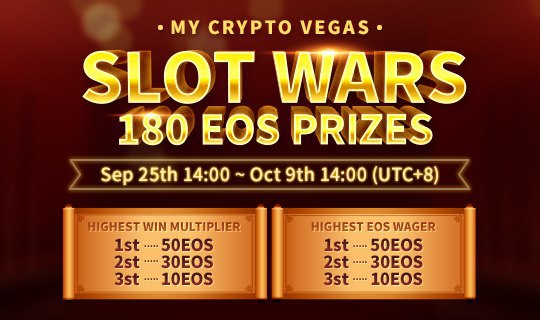 • MY CRYPTO VEGAS •
SLOT WARS
180 EOS PRIZES
Sep 25th 14:00 ~ Oct 9th 14:00 (UTC+8)
HIGHEST WIN MULTIPLIER
1st ····· 50EOS
2st ····· 30EOS
3st ····· 10EOS
HIGHEST EOS WAGER
1st ····· 50EOS
2st ····· 30EOS
3st ····· 10EOS